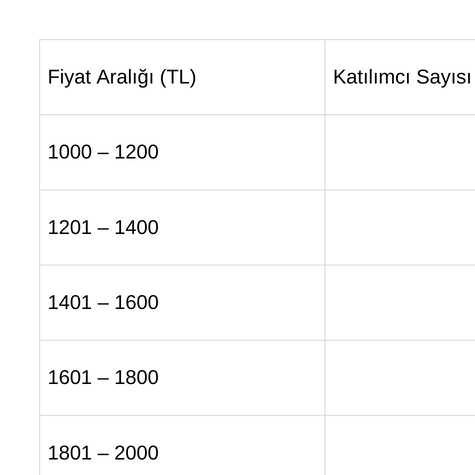 Fiyat Aralığı (TL) Katılımcı Sayısı
1000 – 1200
1201 – 1400
1401 – 1600
1601 – 1800
1801 – 2000